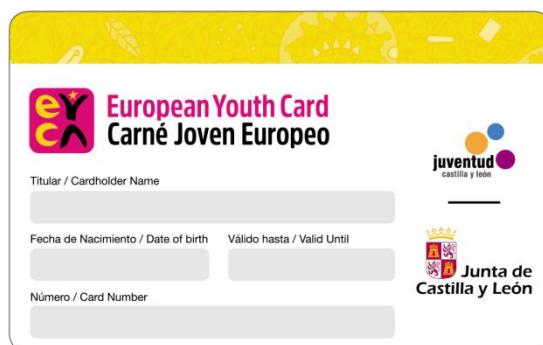 eyca
European Youth Card
Carné Joven Europeo
juventud
castilla y león
Titular / Cardholder Name
Fecha de Nacimiento / Date of birth
Válido hasta / Valid Until
Junta de
Castilla y León
Número / Card Number